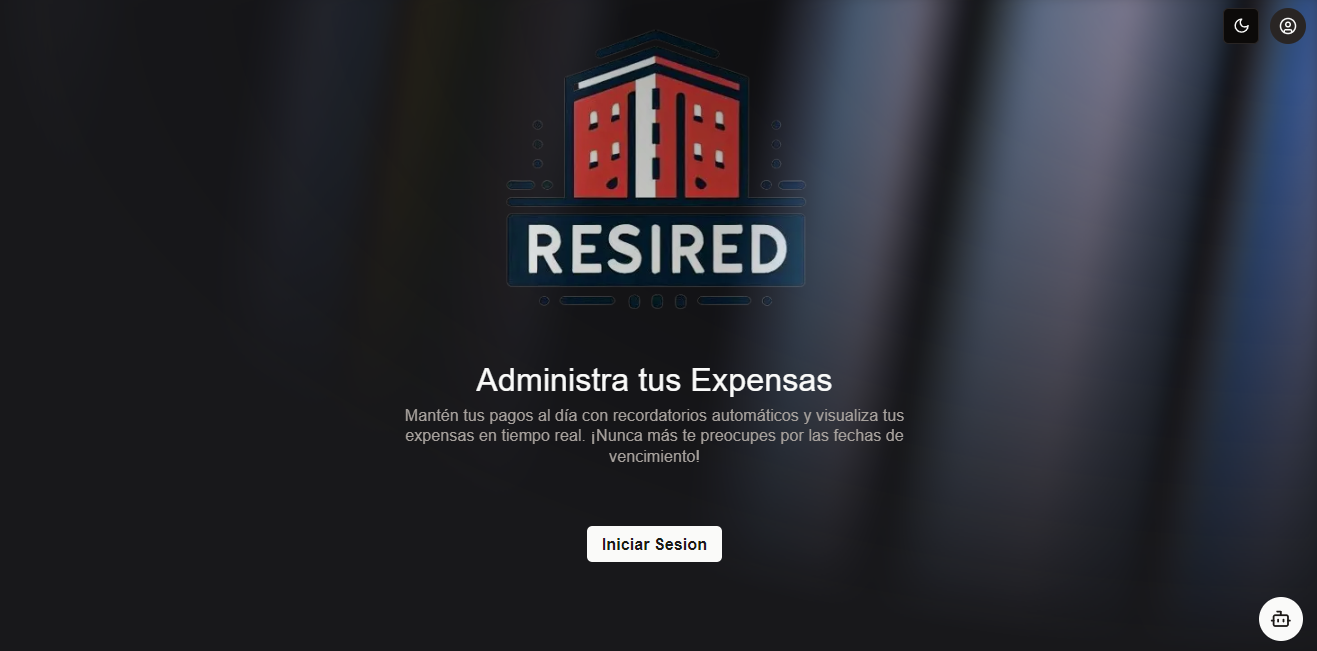 RESIRED
Administra tus Expensas
Mantén tus pagos al día con recordatorios automáticos y visualiza tus
expensas en tiempo real. ¡Nunca más te preocupes por las fechas de
vencimiento!
Iniciar Sesion